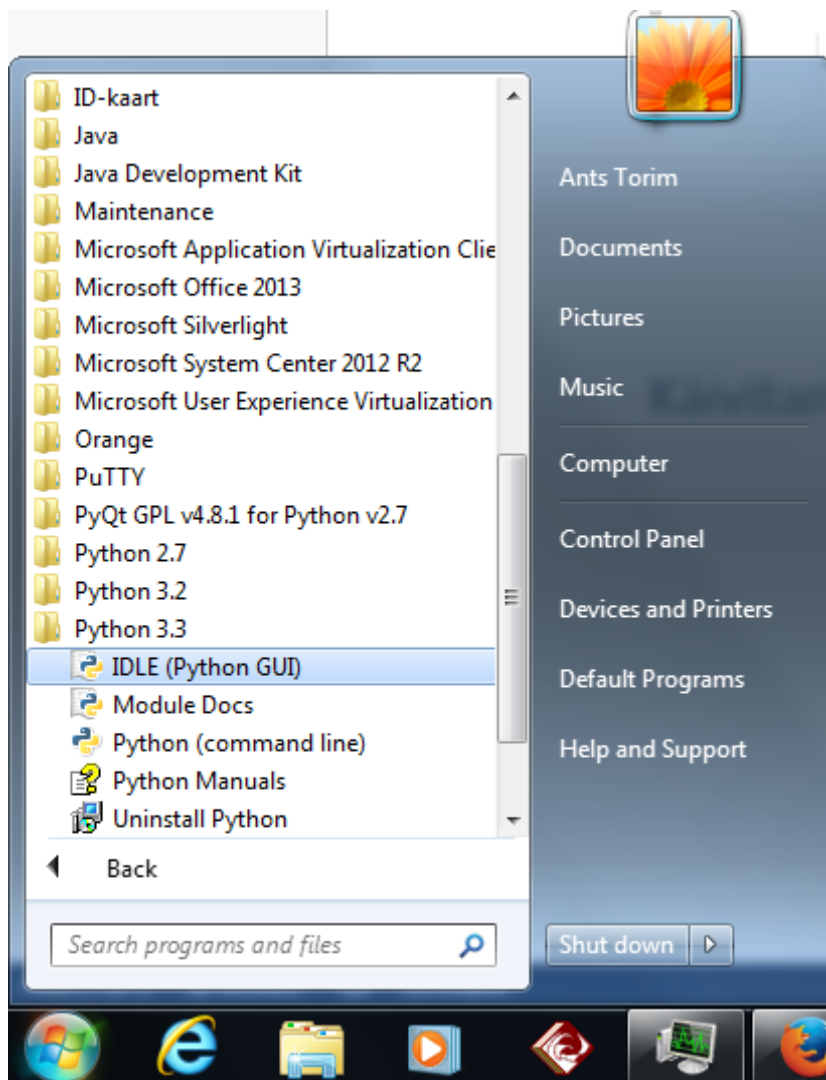 ID-kaart
Java
Java Development Kit
Maintenance
Microsoft Application Virtualization Clie
Microsoft Office 2013
Microsoft Silverlight
Microsoft System Center 2012 R2
Microsoft User Experience Virtualization
Orange
PuTTY
PyQt GPL v4.8.1 for Python v2.7
Python 2.7
Python 3.2
Python 3.3
IDLE (Python GUI)
Module Docs
Python (command line)
Python Manuals
Uninstall Python
Back
Search programs and files
Ants Torim
Documents
Pictures
Music
Computer
Control Panel
Devices and Printers
Default Programs
Help and Support
Shut down